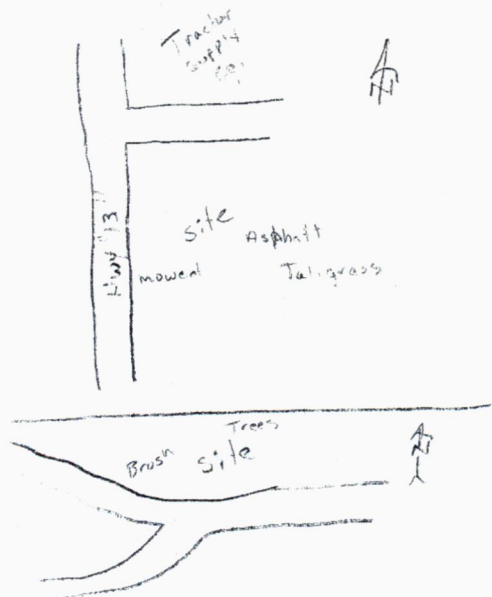 Tractor
Supply
Co.
N
Hwy "13"
site Asphalt
mowed Tallgrass
Trees
Brush site
N